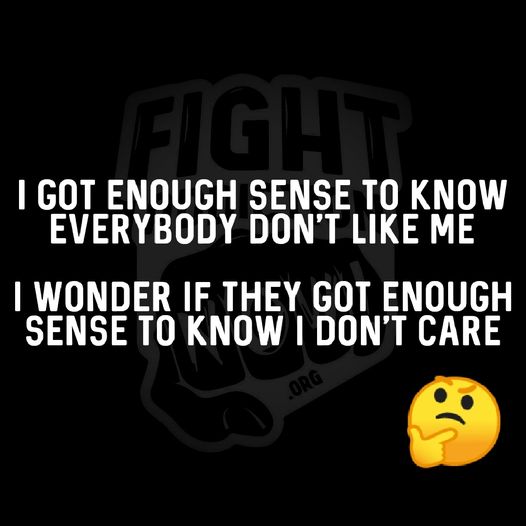 FIGHT
I GOT ENOUGH SENSE TO KNOW
EVERYBODY DON'T LIKE ME
I WONDER IF THEY GOT ENOUGH
SENSE TO KNOW I DON'T CARE
.ORG